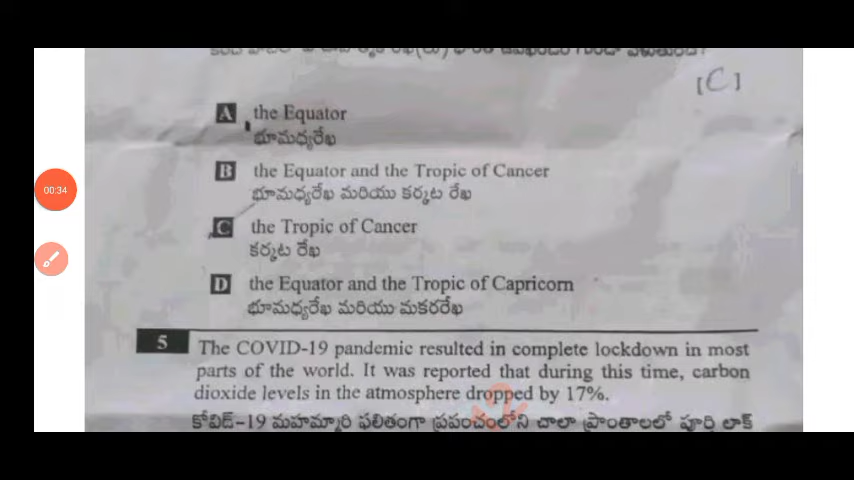 [C]
A the Equator
భూమధ్యరేఖ
B the Equator and the Tropic of Cancer
భూమధ్యరేఖ మరియు కర్కట రేఖ
C the Tropic of Cancer
కర్కట రేఖ
D the Equator and the Tropic of Capricorn
భూమధ్యరేఖ మరియు మకరరేఖ
00:34
5 The COVID-19 pandemic resulted in complete lockdown in most
parts of the world. It was reported that during this time, carbon
dioxide levels in the atmosphere dropped by 17%.
కోవిడ్-19 మహమ్మారి ఫలితంగా ప్రపంచంలోని చాలా ప్రాంతాలలో పూర్తి లాక్